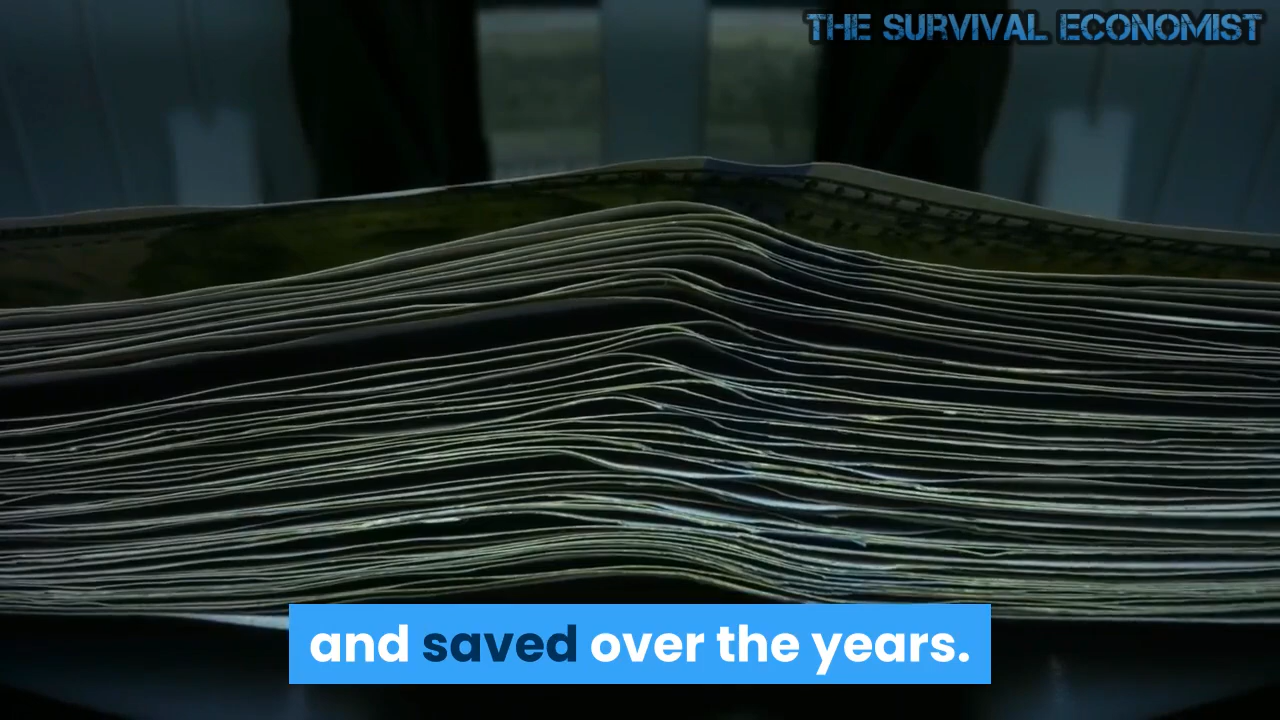 THE SURVIVAL ECONOMIST
and saved over the years.